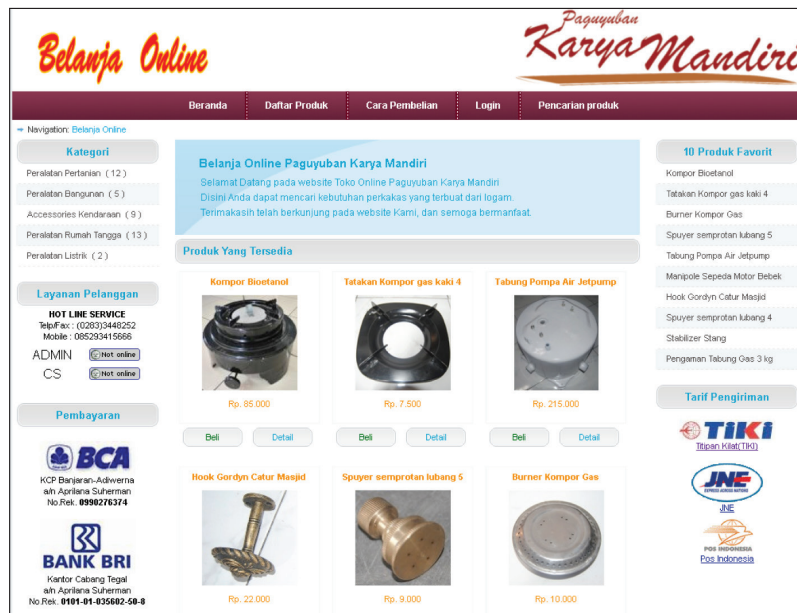 Belanja Online
Paguyuban
Karya Mandiri
Beranda
Daftar Produk
Cara Pembelian
Login
Pencarian produk
Navigation: Belanja Online
Kategori
Peralatan Pertanian ( 12 )
Peralatan Bangunan ( 5 )
Accessories Kendaraan ( 9 )
Peralatan Rumah Tangga ( 13 )
Peralatan Listrik ( 2 )
Layanan Pelanggan
HOT LINE SERVICE
Telp/Fax : (0283)3448252
Mobile : 085293415666
ADMIN Not online
CS Not online
Pembayaran
BCA
KCP Banjaran-Adiwerna
a/n Aprilana Suherman
No.Rek. 0990276374
BANK BRI
Kantor Cabang Tegal
a/n Aprilana Suherman
No.Rek. 0101-01-035602-50-8
Belanja Online Paguyuban Karya Mandiri
Selamat Datang pada website Toko Online Paguyuban Karya Mandiri
Disini Anda dapat mencari kebutuhan perkakas yang terbuat dari logam.
Terimakasih telah berkunjung pada website Kami, dan semoga bermanfaat.
Produk Yang Tersedia
Kompor Bioetanol
Rp. 85.000
Beli
Detail
Tatakan Kompor gas kaki 4
Rp. 7.500
Beli
Detail
Tabung Pompa Air Jetpump
Rp. 215.000
Beli
Detail
Hook Gordyn Catur Masjid
Rp. 22.000
Spuyer semprotan lubang 5
Rp. 9.000
Burner Kompor Gas
Rp. 10.000
10 Produk Favorit
Kompor Bioetanol
Tatakan Kompor gas kaki 4
Burner Kompor Gas
Spuyer semprotan lubang 5
Tabung Pompa Air Jetpump
Manipole Sepeda Motor Bebek
Hook Gordyn Catur Masjid
Spuyer semprotan lubang 4
Stabilizer Stang
Pengaman Tabung Gas 3 kg
Tarif Pengiriman
TIKI
Titipan Kilat(TIKI)
JNE
EXPRESS ACROSS NATIONS
JNE
POS INDONESIA
Pos Indonesia